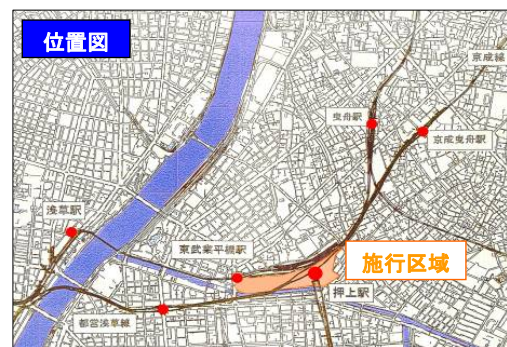 位置図
京成線
曳舟駅
京成曳舟駅
浅草駅
東武業平橋駅
施行区域
押上駅
都営浅草線